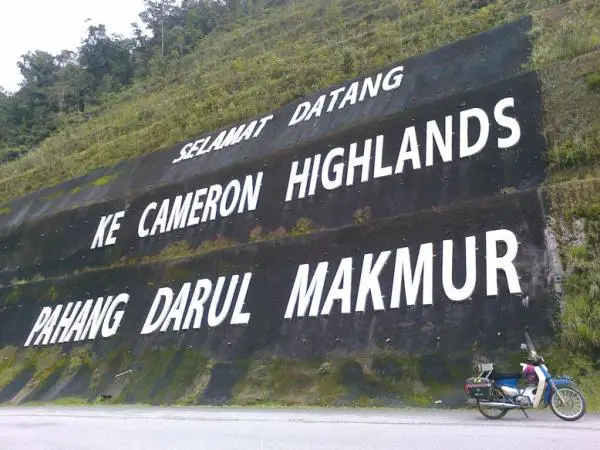 SELAMAT DATANG
KE CAMERON HIGHLANDS
PAHANG DARUL MAKMUR